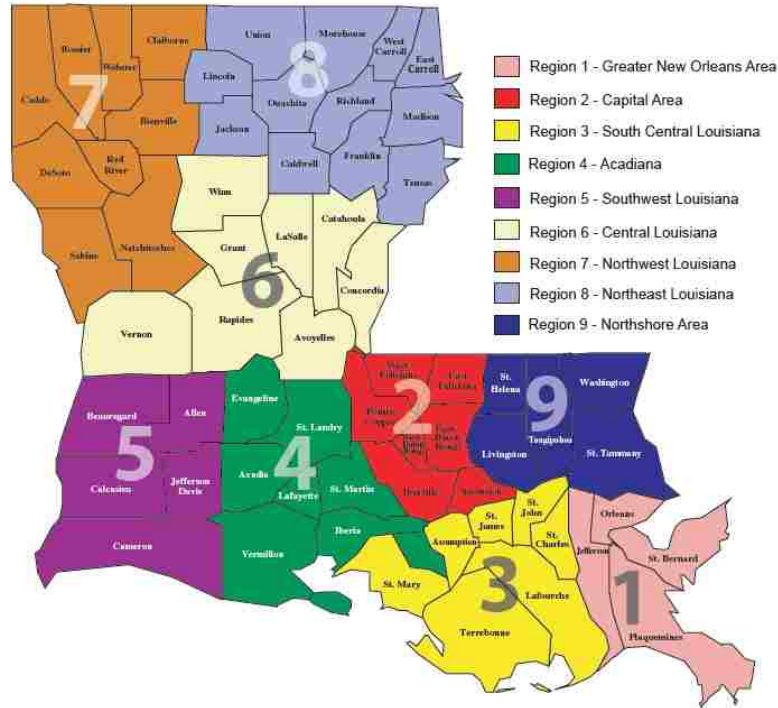 Bossier
Webster
Claiborne
Union
Morehouse
West
Carroll
East
Carroll
7
8
Lincoln
Caddo
Ouachita
Richland
Madison
Bienville
Jackson
Caldwell
Franklin
Tensas
DeSoto
Red
River
Winn
Catahoula
LaSalle
Sabine
Natchitoches
Grant
6
Concordia
Rapides
Vernon
Avoyelles
Region 1 - Greater New Orleans Area
Region 2 - Capital Area
Region 3 - South Central Louisiana
Region 4 - Acadiana
Region 5 - Southwest Louisiana
Region 6 - Central Louisiana
Region 7 - Northwest Louisiana
Region 8 - Northeast Louisiana
Region 9 - Northshore Area
West
Feliciana
East
Feliciana
St.
Helena
Washington
2
9
Beauregard
Allen
Evangeline
Pointe
Coupee
St. Landry
Tangipahoa
5
4
Livingston
St. Tammany
Calcasieu
Jefferson
Davis
Acadia
Lafayette
St. Martin
Iberville
Ascension
Cameron
Vermilion
Iberia
Assumption
St.
James
St.
John
St.
Charles
Orleans
Jefferson
St. Bernard
St. Mary
3
Lafourche
1
Terrebonne
Plaquemines